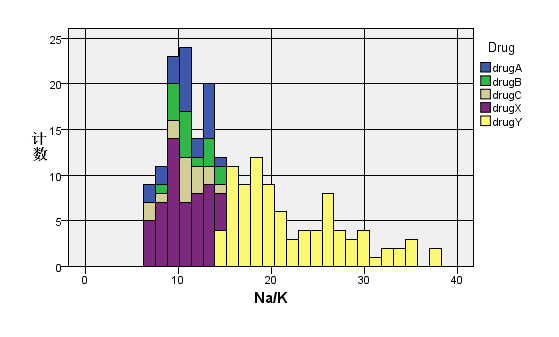 Drug
drugA
drugB
drugC
drugX
drugY
25
20
15
10
5
0
计数
0 10 20 30 40
Na/K